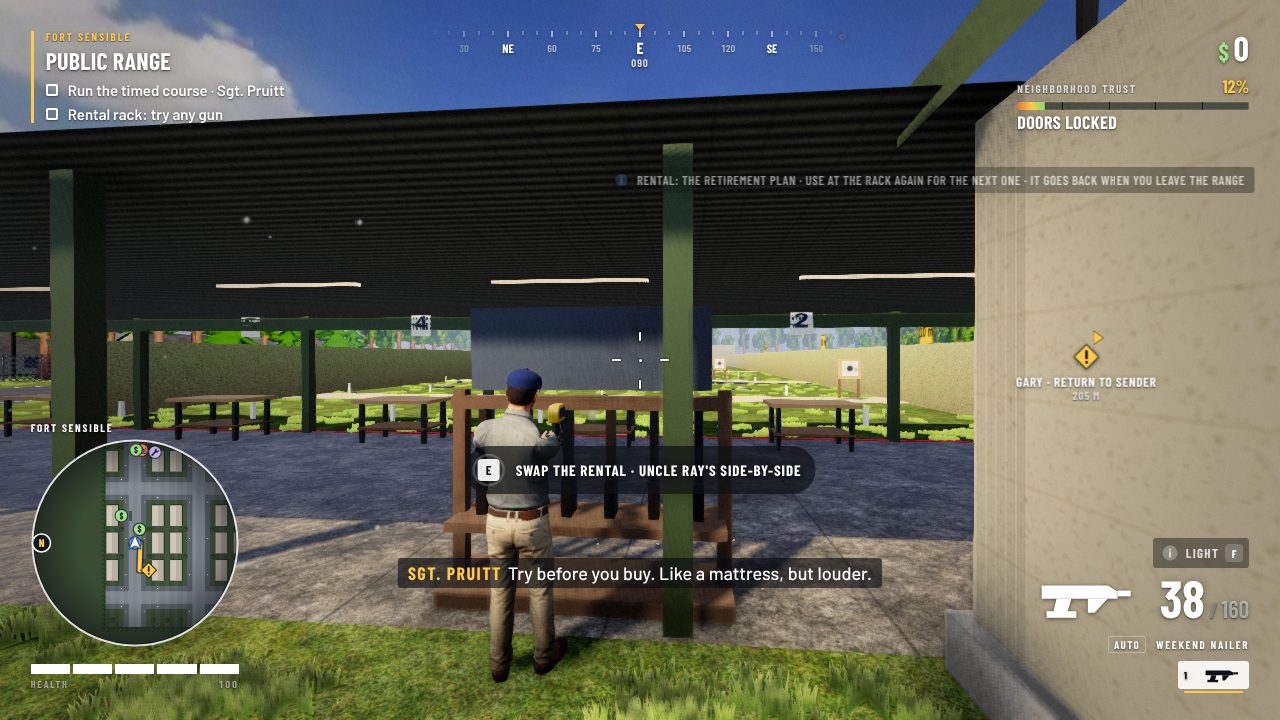 FORT SENSIBLE
PUBLIC RANGE
Run the timed course · Sgt. Pruitt
Rental rack: try any gun
30 NE 60 75 E 105 120 SE 150
090
$0
NEIGHBORHOOD TRUST 12%
DOORS LOCKED
RENTAL: THE RETIREMENT PLAN · USE AT THE RACK AGAIN FOR THE NEXT ONE · IT GOES BACK WHEN YOU LEAVE THE RANGE
4
2
GARY · RETURN TO SENDER
205 M
FORT SENSIBLE
E SWAP THE RENTAL · UNCLE RAY'S SIDE-BY-SIDE
SGT. PRUITT Try before you buy. Like a mattress, but louder.
N
HEALTH 100
LIGHT F
38 / 160
AUTO WEEKEND NAILER
1